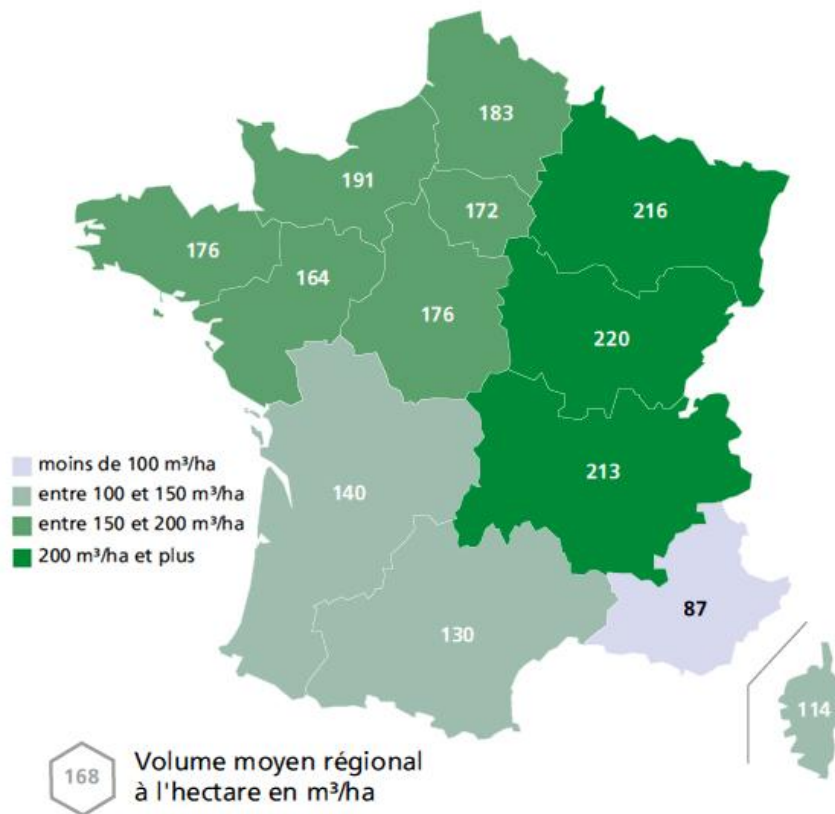 183
191
172
216
176
164
176
220
moins de 100 m³/ha
entre 100 et 150 m³/ha
entre 150 et 200 m³/ha
200 m³/ha et plus
140
213
130
87
114
168
Volume moyen régional
à l'hectare en m³/ha